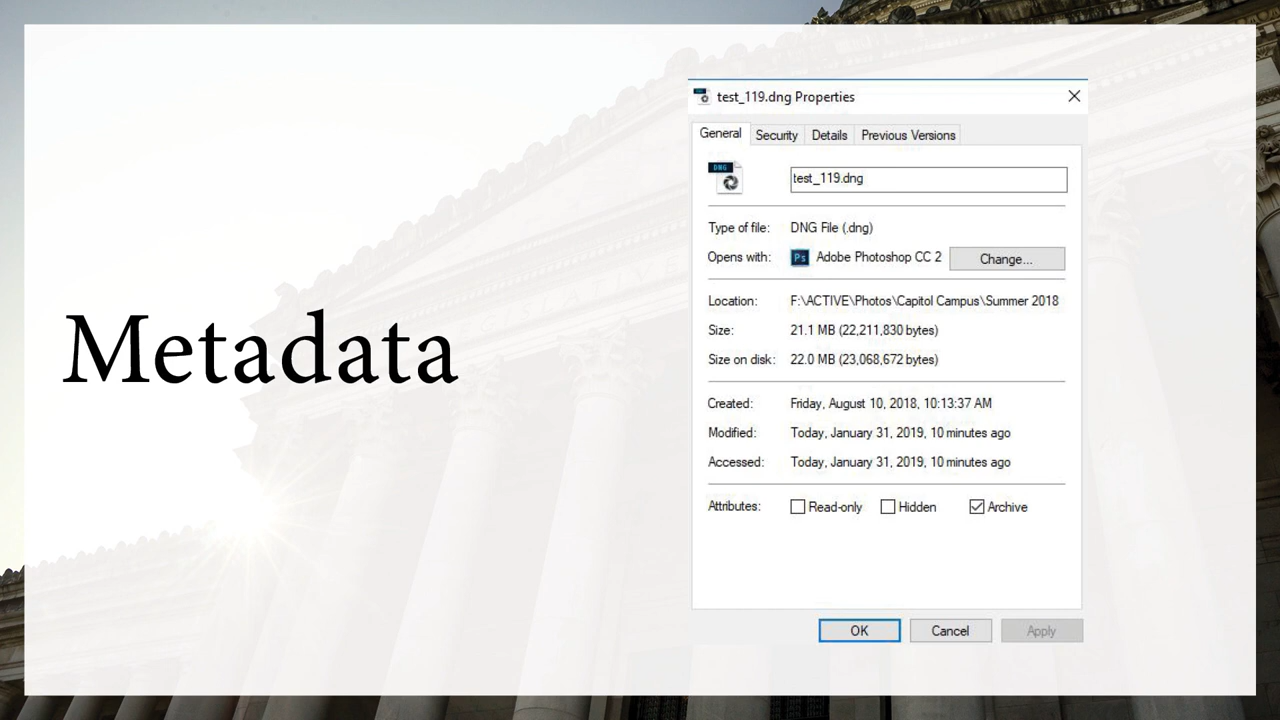 Metadata
test_119.dng Properties
General Security Details Previous Versions
DNG
test_119.dng
Type of file: DNG File (.dng)
Opens with: Ps Adobe Photoshop CC 2 Change...
Location: F:\ACTIVE\Photos\Capitol Campus\Summer 2018
Size: 21.1 MB (22,211,830 bytes)
Size on disk: 22.0 MB (23,068,672 bytes)
Created: Friday, August 10, 2018, 10:13:37 AM
Modified: Today, January 31, 2019, 10 minutes ago
Accessed: Today, January 31, 2019, 10 minutes ago
Attributes: Read-only Hidden Archive
OK Cancel Apply